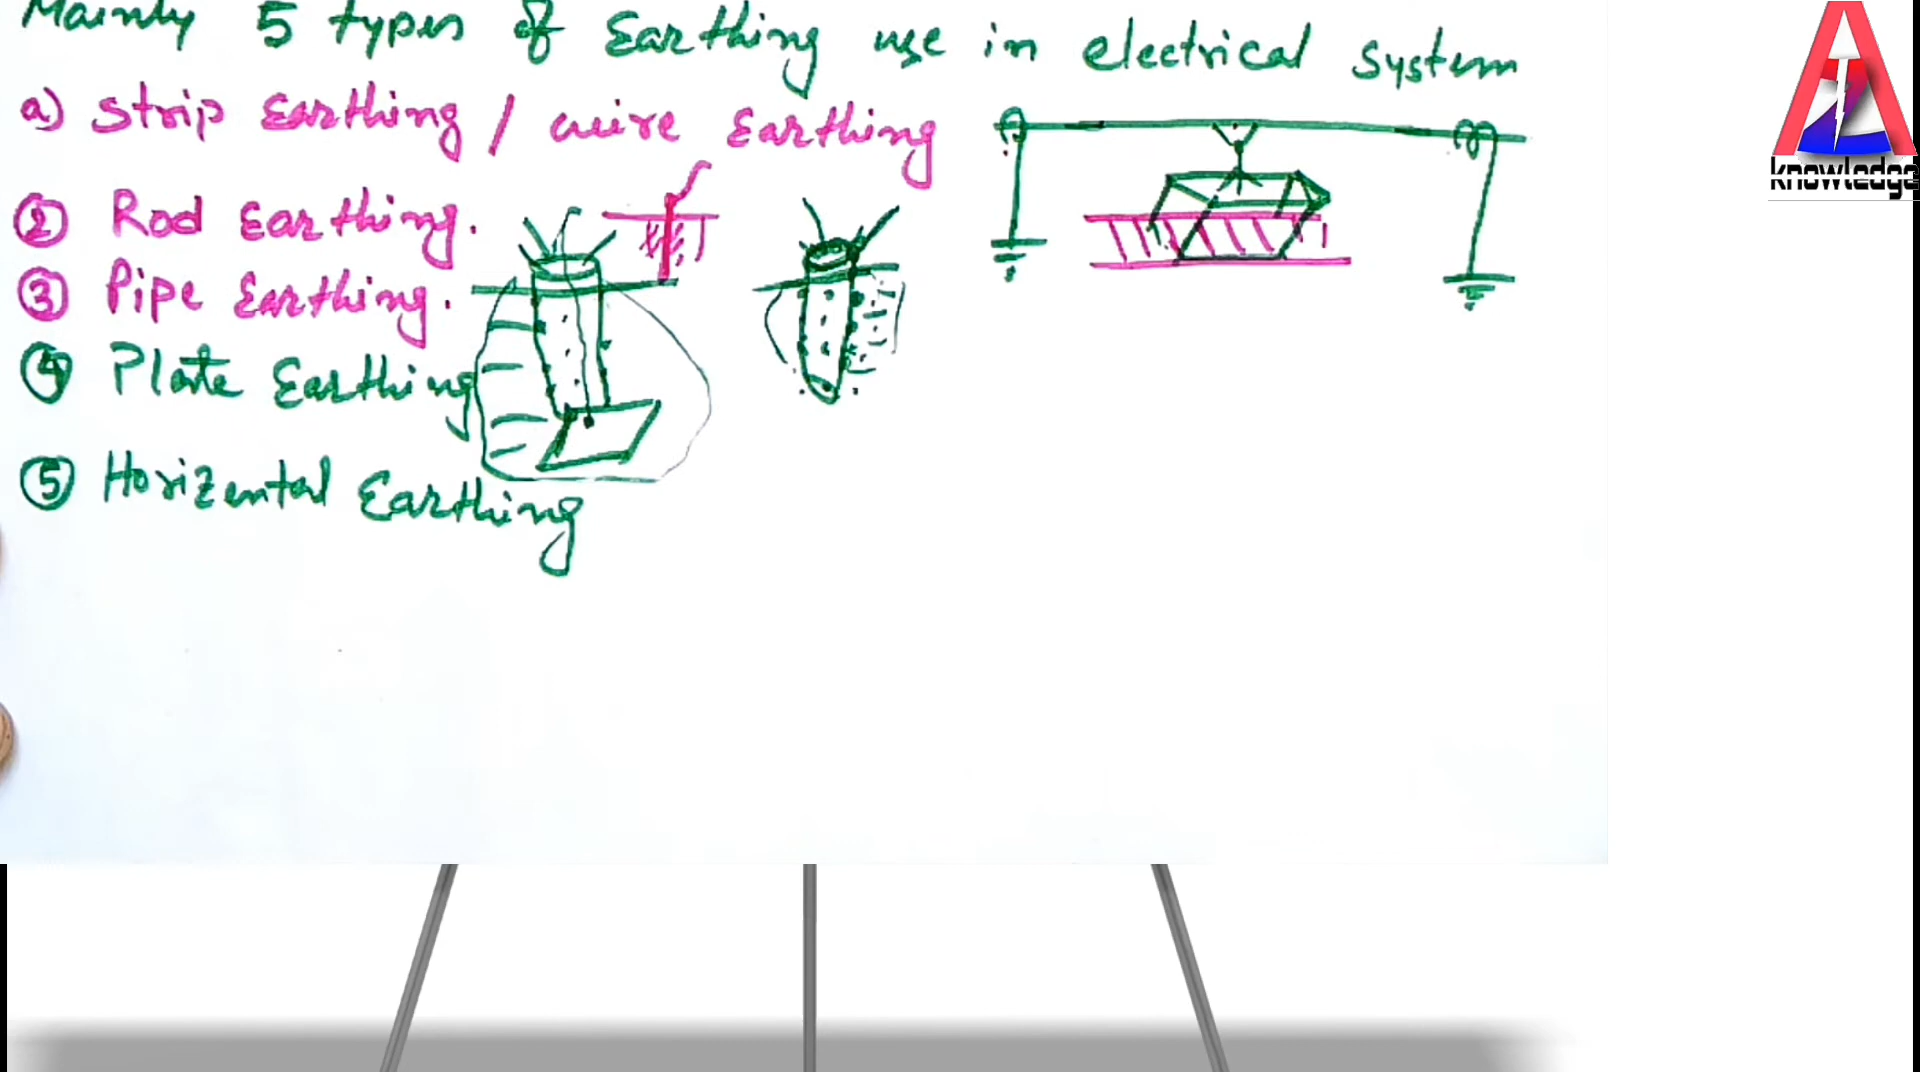 Mainly 5 types of Earthing use in electrical system
a) Strip Earthing / wire Earthing
② Rod Earthing.
③ Pipe Earthing.
④ Plate Earthing
⑤ Horizental Earthing
A
Z
knowledge